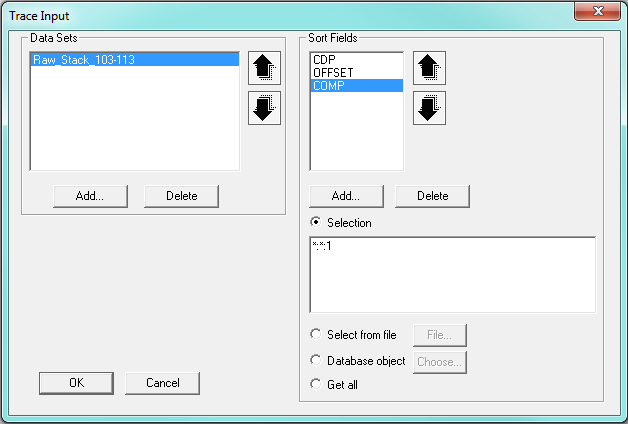 Trace Input
Data Sets
Raw_Stack_103-113
Add...
Delete
OK
Cancel
Sort Fields
CDP
OFFSET
COMP
Add...
Delete
Selection
*:*:1
Select from file
File...
Database object
Choose...
Get all